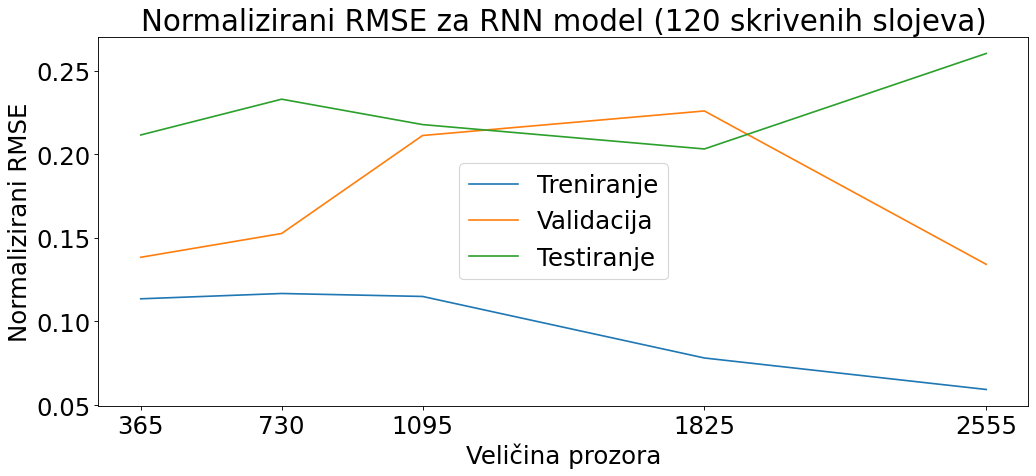 Normalizirani RMSE za RNN model (120 skrivenih slojeva)
Normalizirani RMSE
0.25
0.20
0.15
0.10
0.05
Treniranje
Validacija
Testiranje
365 730 1095 1825 2555
Veličina prozora